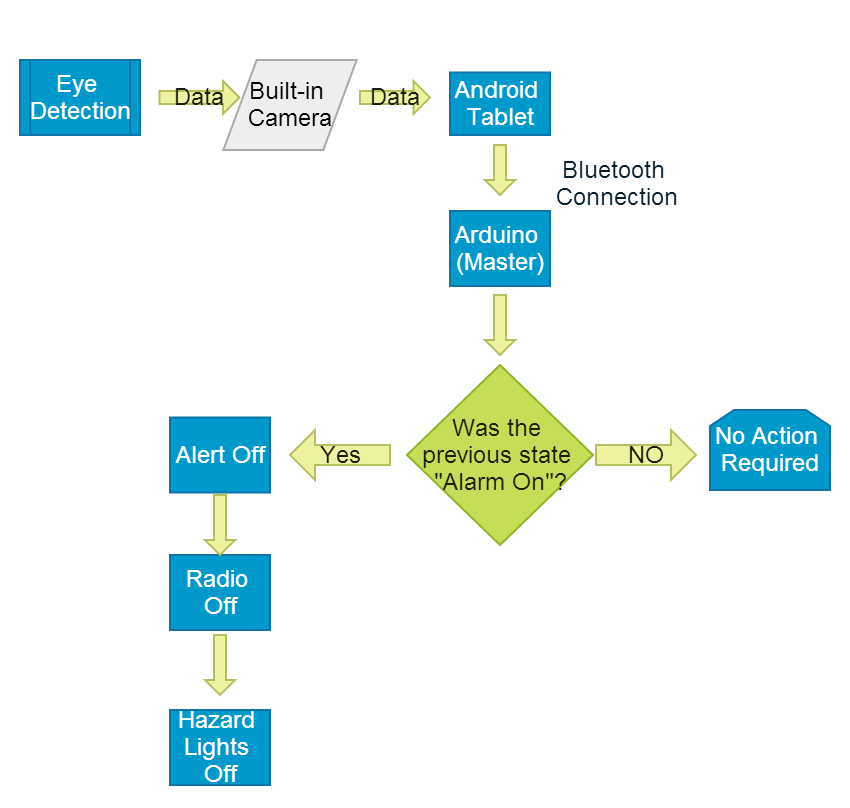 Eye
Detection
Data
Built-in
Camera
Data
Android
Tablet
Bluetooth
Connection
Arduino
(Master)
Was the
previous state
"Alarm On"?
Yes
NO
Alert Off
No Action
Required
Radio
Off
Hazard
Lights
Off